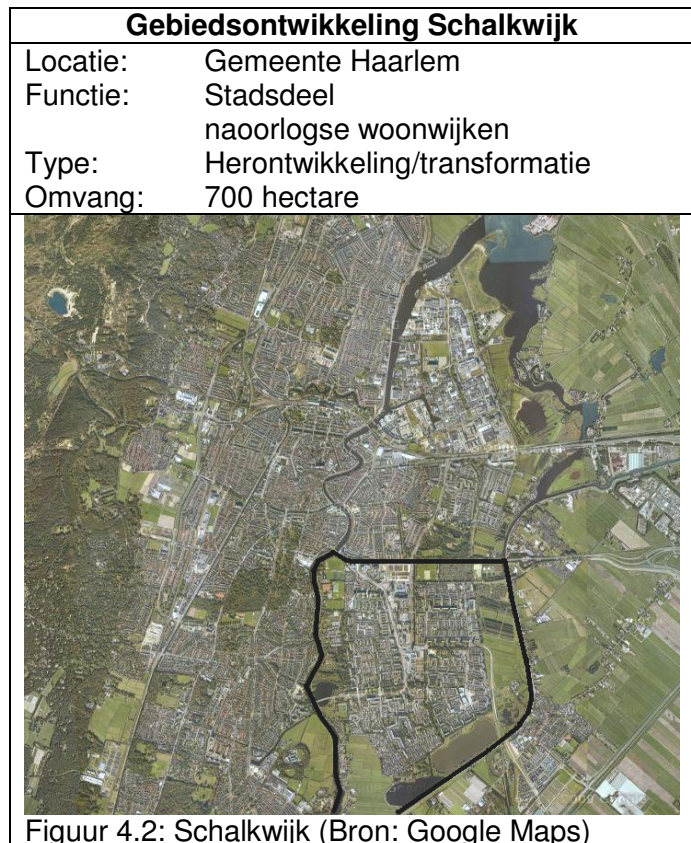 Gebiedsontwikkeling Schalkwijk
Locatie: Gemeente Haarlem
Functie: Stadsdeel
naoorlogse woonwijken
Type: Herontwikkeling/transformatie
Omvang: 700 hectare
Figuur 4.2: Schalkwijk (Bron: Google Maps)